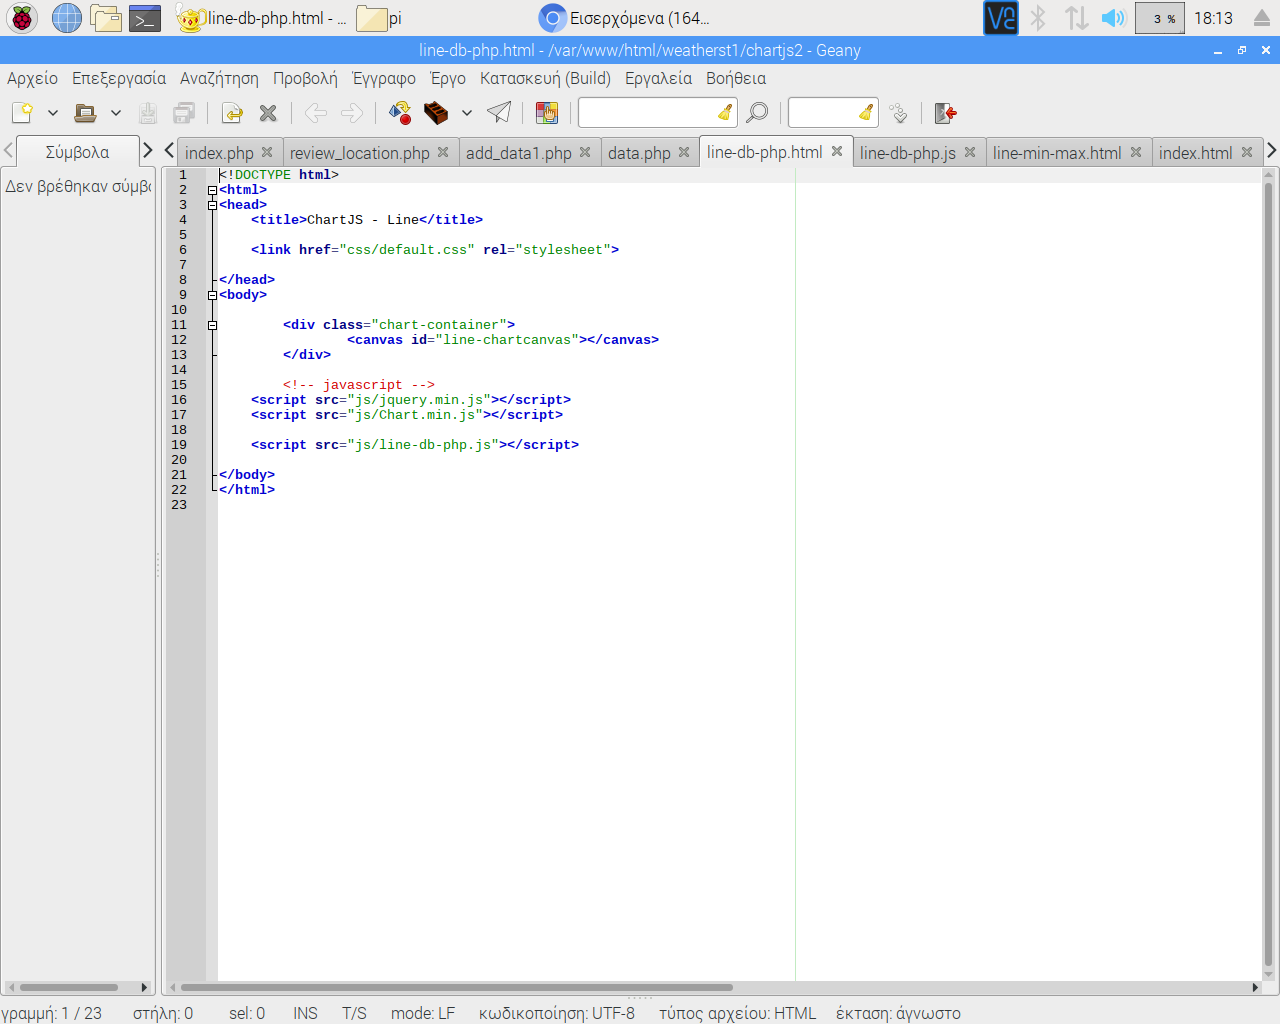 line-db-php.html - ...
pi
Εισερχόμενα (164...
3 %
18:13
line-db-php.html - /var/www/html/weatherst1/chartjs2 - Geany
Αρχείο Επεξεργασία Αναζήτηση Προβολή Έγγραφο Έργο Κατασκευή (Build) Εργαλεία Βοήθεια
Σύμβολα
index.php review_location.php add_data1.php data.php line-db-php.html line-db-php.js line-min-max.html index.html
Δεν βρέθηκαν σύμβο
1 <!DOCTYPE html>
2 <html>
3 <head>
4 <title>ChartJS - Line</title>
5
6 <link href="css/default.css" rel="stylesheet">
7
8 </head>
9 <body>
10
11 <div class="chart-container">
12 <canvas id="line-chartcanvas"></canvas>
13 </div>
14
15 <!-- javascript -->
16 <script src="js/jquery.min.js"></script>
17 <script src="js/Chart.min.js"></script>
18
19 <script src="js/line-db-php.js"></script>
20
21 </body>
22 </html>
23
γραμμή: 1 / 23 στήλη: 0 sel: 0 INS T/S mode: LF κωδικοποίηση: UTF-8 τύπος αρχείου: HTML έκταση: άγνωστο